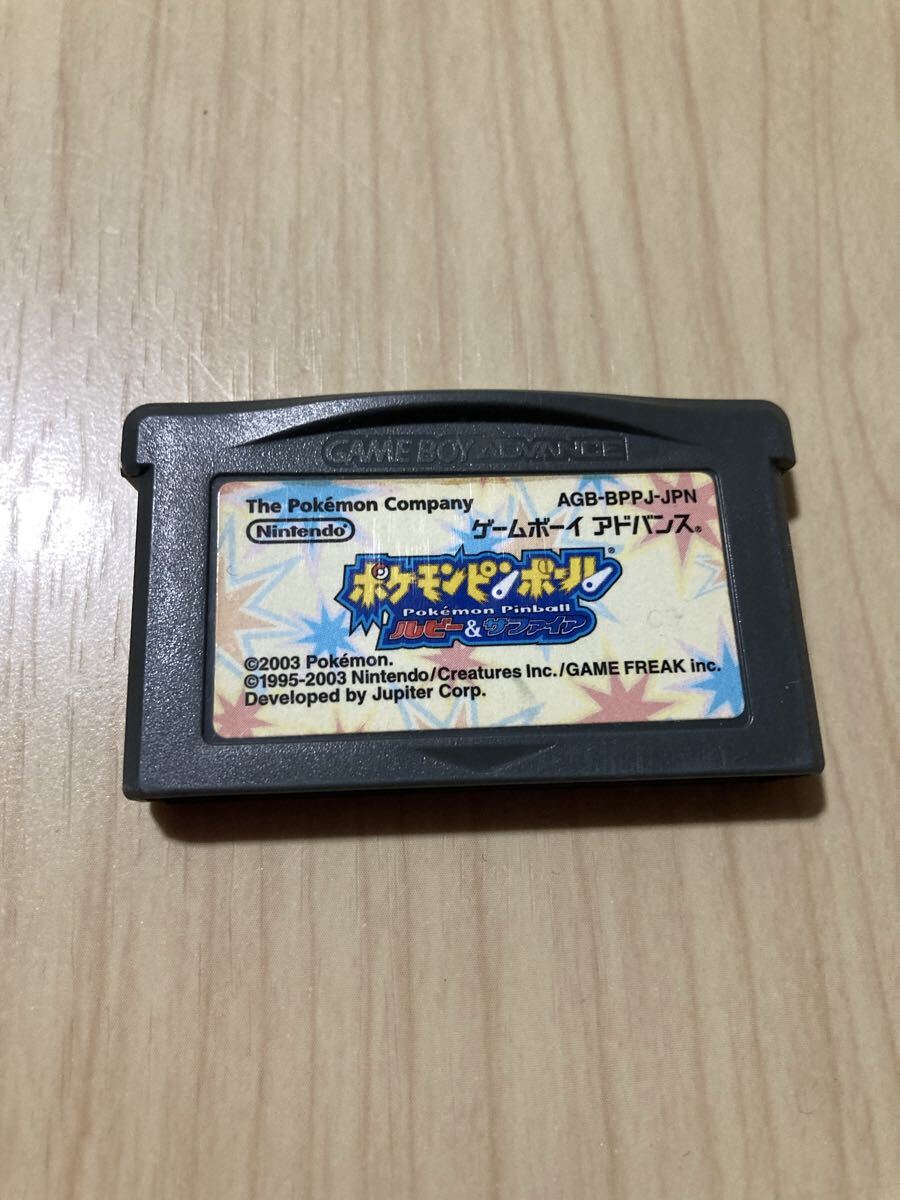 GAME BOY ADVANCE
The Pokémon Company
AGB-BPPJ-JPN
Nintendo®
ゲームボーイ アドバンス®
ポケモンピンボール®
Pokémon Pinball
ルビー&サファイア
©2003 Pokémon.
©1995-2003 Nintendo/Creatures Inc./GAME FREAK inc.
Developed by Jupiter Corp.